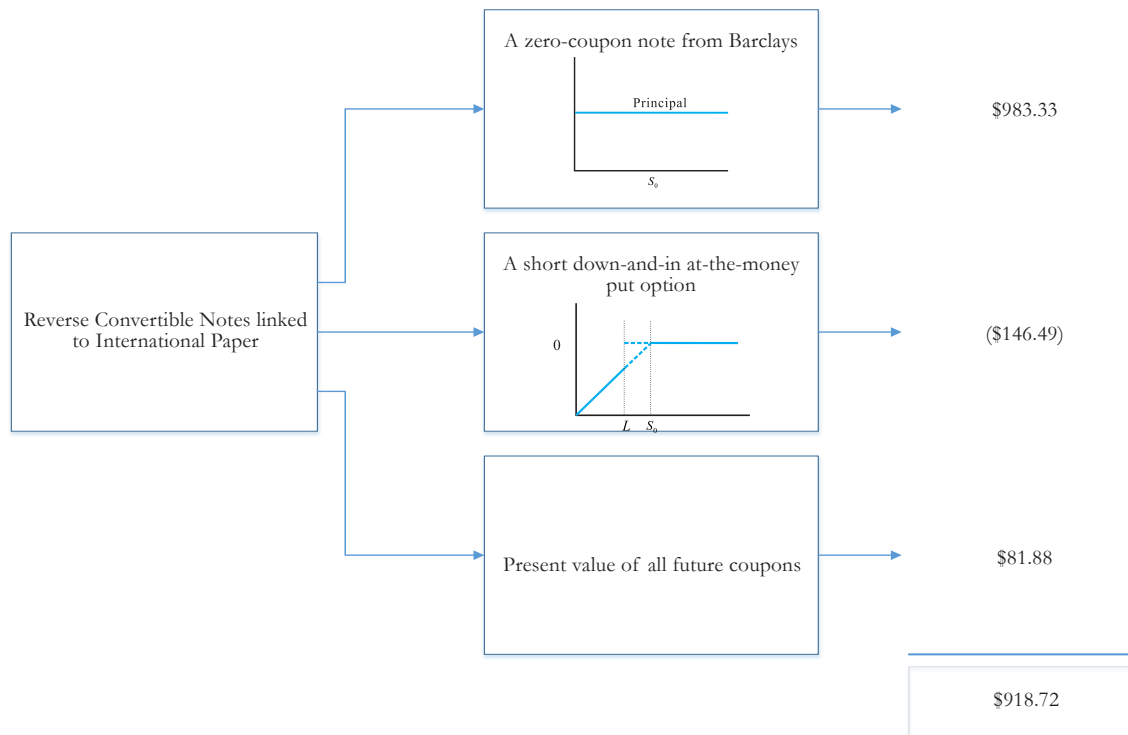 A zero-coupon note from Barclays
Principal
S₀
$983.33
Reverse Convertible Notes linked
to International Paper
A short down-and-in at-the-money
put option
0
L S₀
($146.49)
Present value of all future coupons
$81.88
$918.72